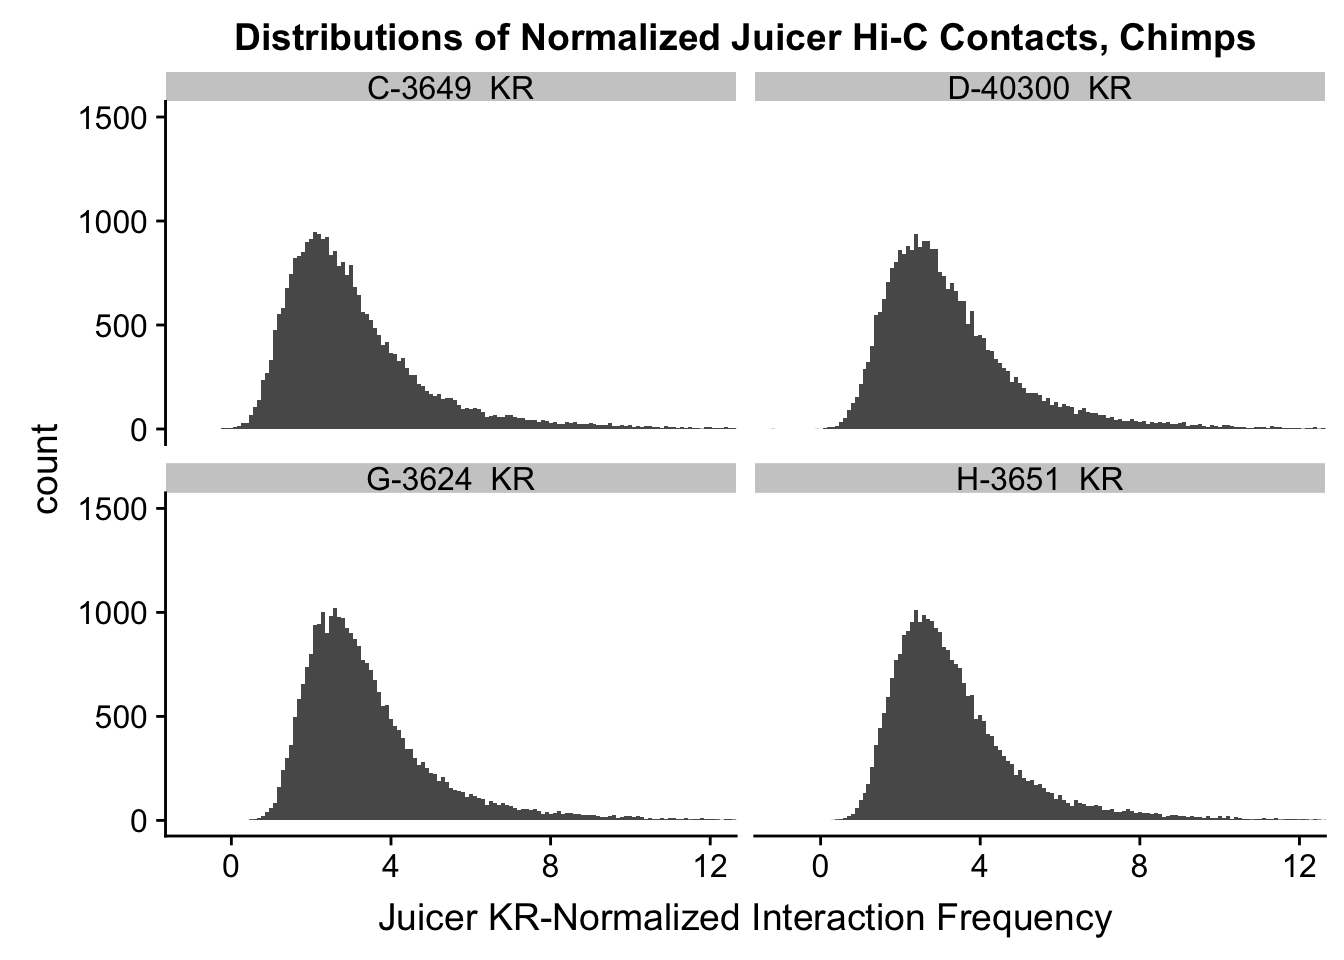 Distributions of Normalized Juicer Hi-C Contacts, Chimps
C-3649 KR
D-40300 KR
1500
1000
500
0
G-3624 KR
H-3651 KR
1500
1000
500
0
count
0 4 8 12
0 4 8 12
Juicer KR-Normalized Interaction Frequency